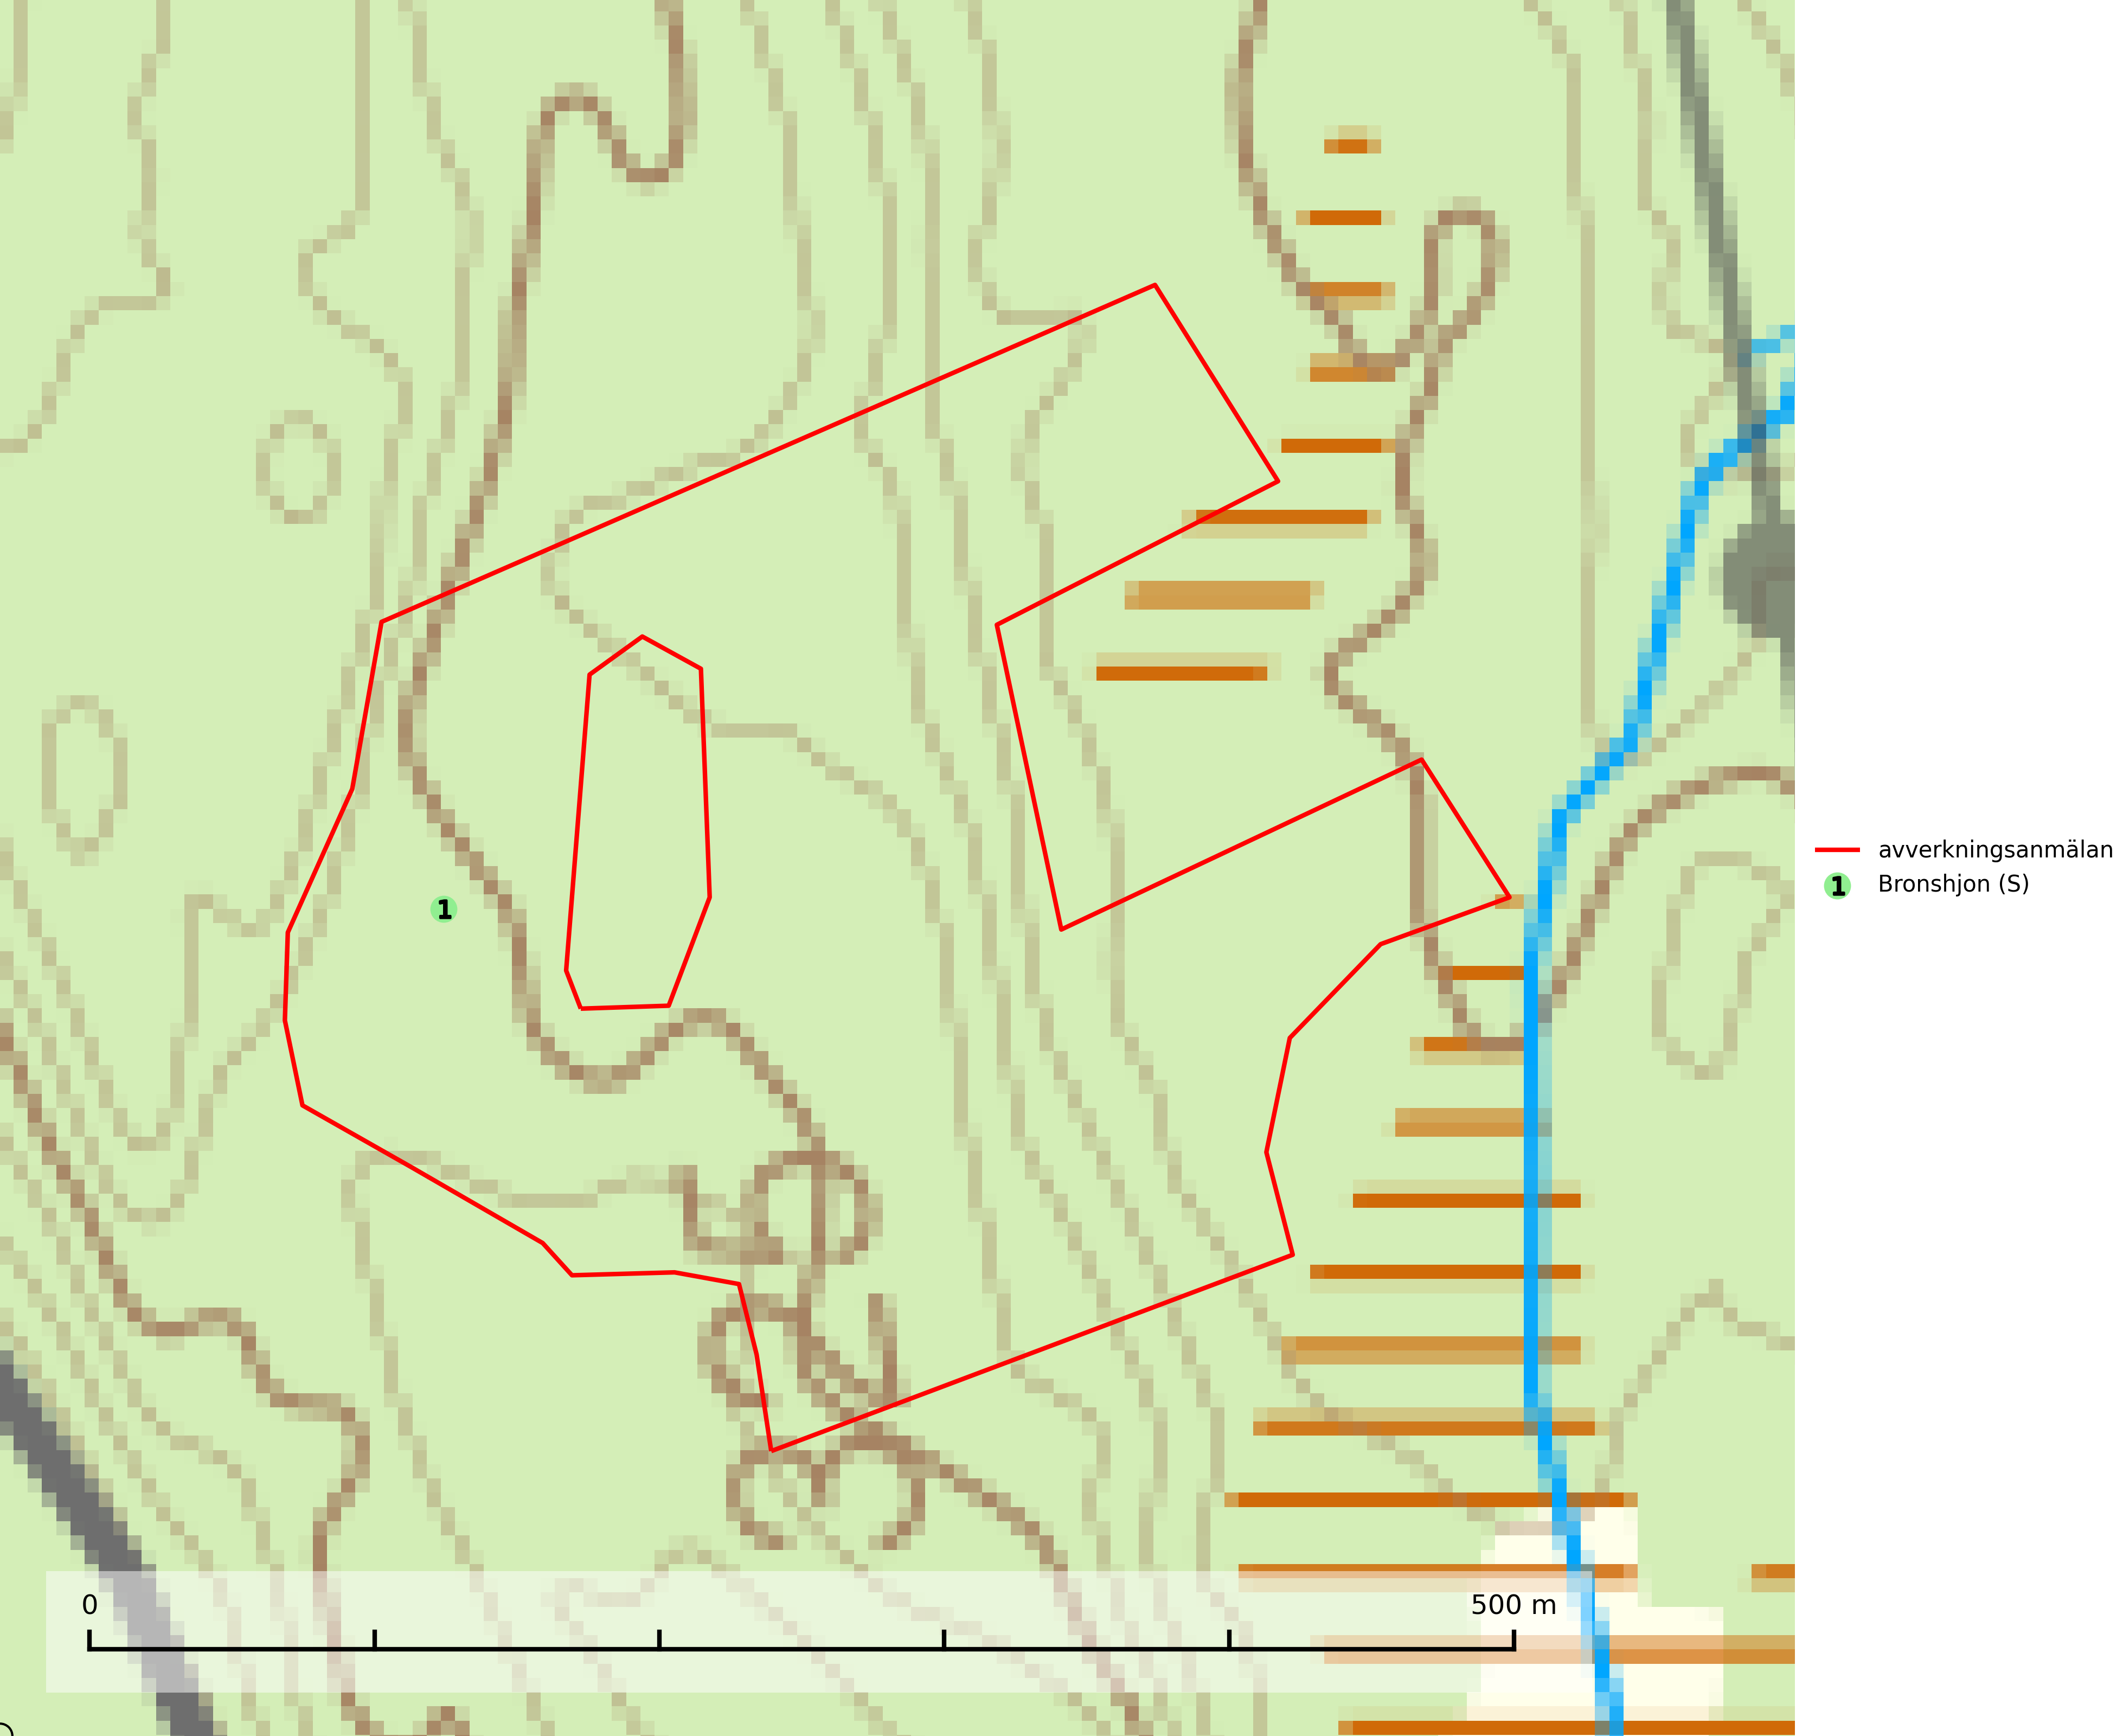 avverkningsanmälan
1 Bronshjon (S)
1
0 500 m